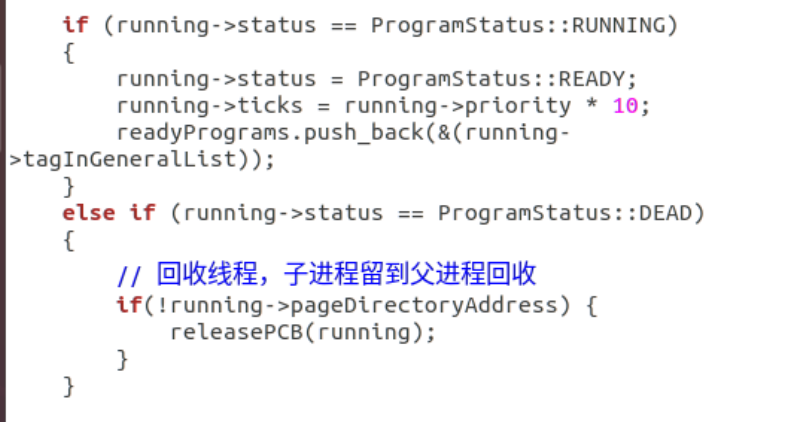 if (running->status == ProgramStatus::RUNNING)
{
running->status = ProgramStatus::READY;
running->ticks = running->priority * 10;
readyPrograms.push_back(&(running-
>tagInGeneralList));
}
else if (running->status == ProgramStatus::DEAD)
{
// 回收线程，子进程留到父进程回收
if(!running->pageDirectoryAddress) {
releasePCB(running);
}
}